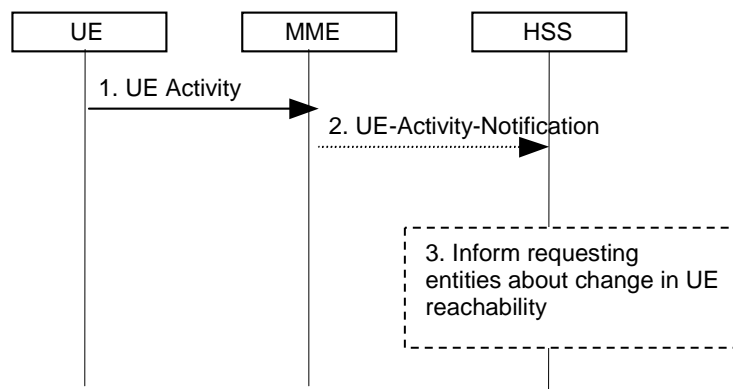 UE
MME
HSS
1. UE Activity
2. UE-Activity-Notification
3. Inform requesting
entities about change in UE
reachability